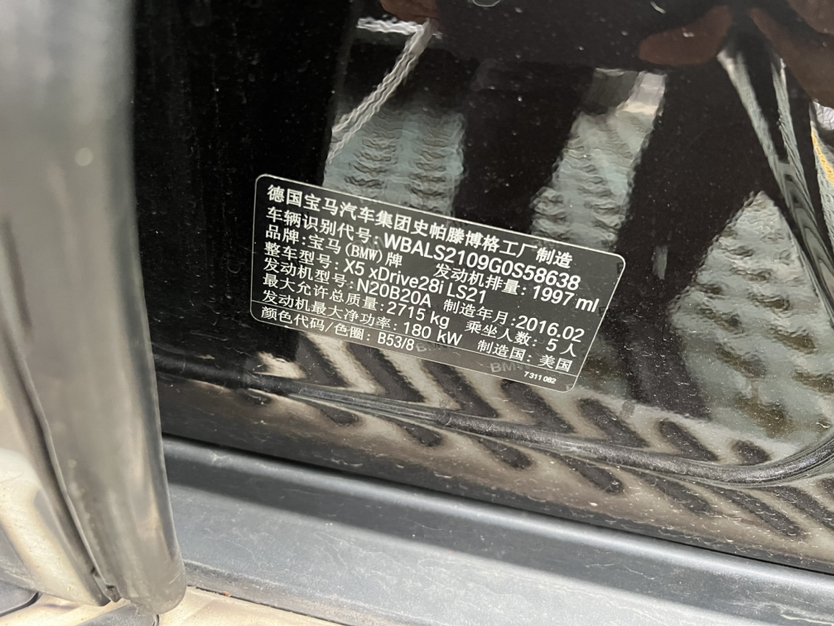 德国宝马汽车集团史帕滕博格工厂制造
车辆识别代号: WBALS2109G0S58638
品牌: 宝马(BMW)牌 发动机排量: 1997 ml
整车型号: X5 xDrive28i LS21
发动机型号: N20B20A 制造年月: 2016.02
最大允许总质量: 2715 kg 乘坐人数: 5 人
发动机最大净功率: 180 kW 制造国: 美国
颜色代码/色圈: B53/8
7311 062